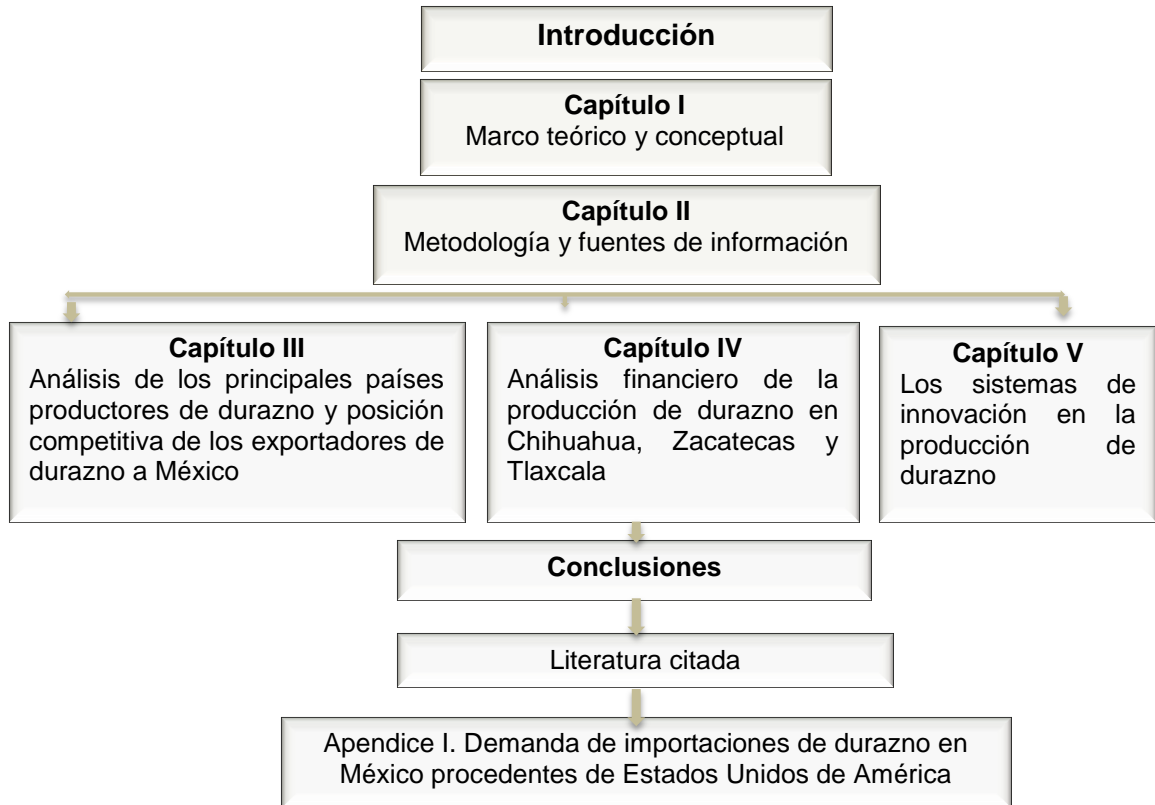 Introducción
Capítulo I
Marco teórico y conceptual
Capítulo II
Metodología y fuentes de información
Capítulo III
Análisis de los principales países
productores de durazno y posición
competitiva de los exportadores de
durazno a México
Capítulo IV
Análisis financiero de la
producción de durazno en
Chihuahua, Zacatecas y
Tlaxcala
Capítulo V
Los sistemas de
innovación en la
producción de
durazno
Conclusiones
Literatura citada
Apendice I. Demanda de importaciones de durazno en
México procedentes de Estados Unidos de América